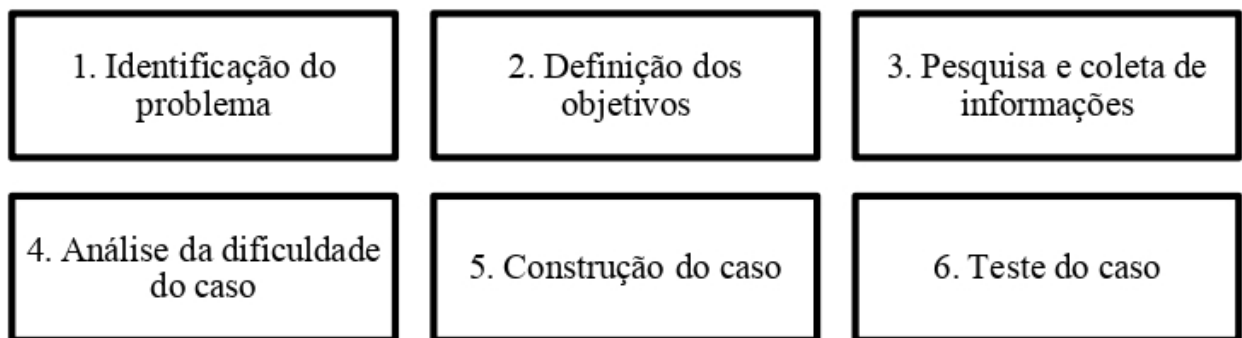 1. Identificação do
problema
2. Definição dos
objetivos
3. Pesquisa e coleta de
informações
4. Análise da dificuldade
do caso
5. Construção do caso
6. Teste do caso